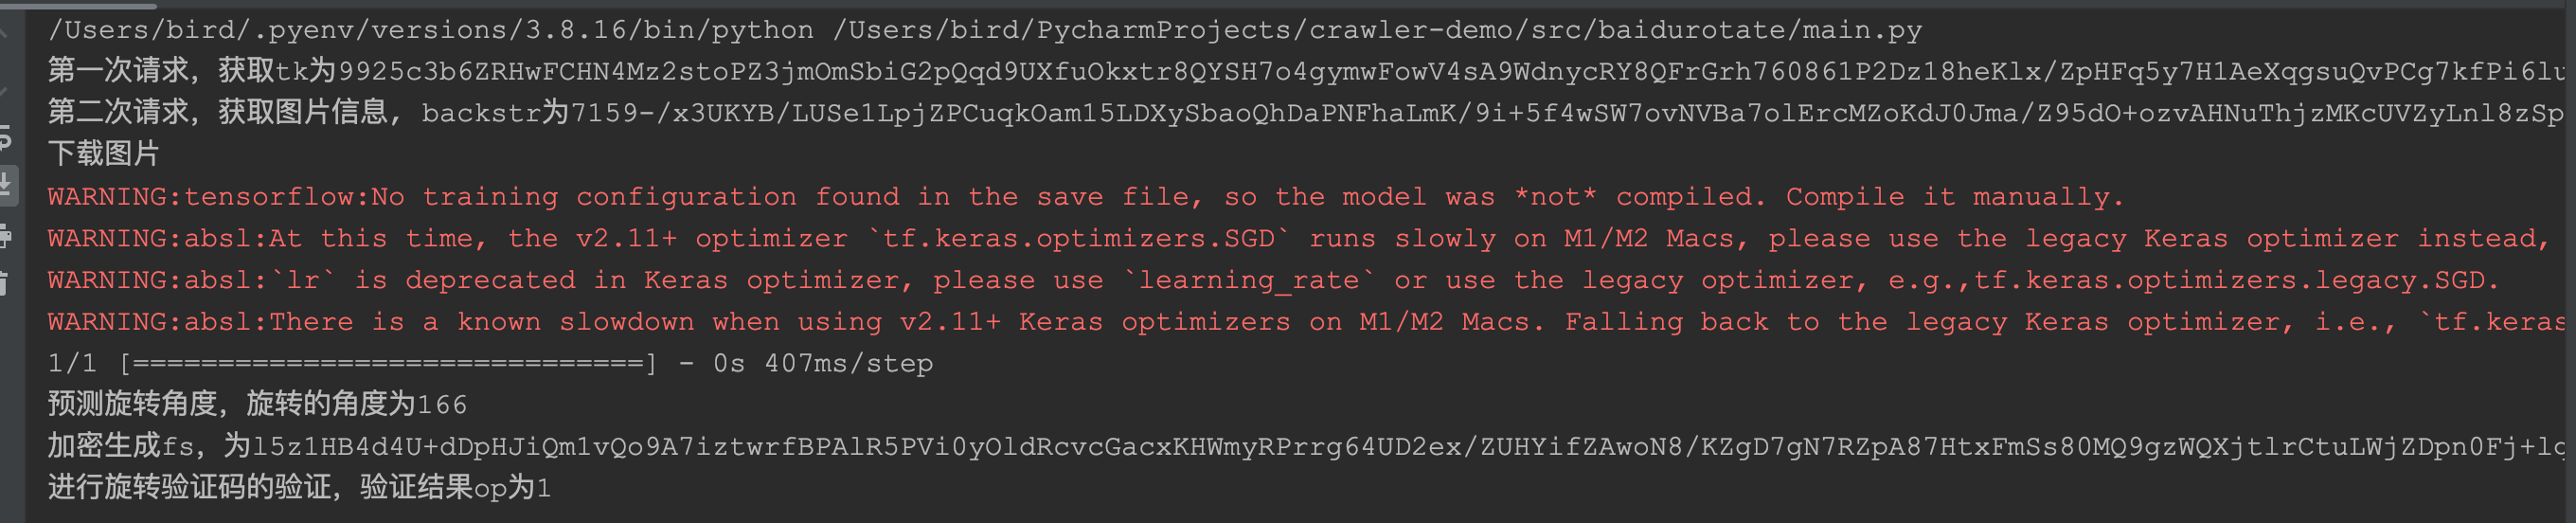 /Users/bird/.pyenv/versions/3.8.16/bin/python /Users/bird/PycharmProjects/crawler-demo/src/baidurotate/main.py
第一次请求，获取tk为9925c3b6ZRHwFCHN4Mz2stoPZ3jmOmSbiG2pQqd9UXfuOkxtr8QYSH7o4gymwFowV4sA9WdnycRY8QFrGrh760861P2Dz18heKlx/ZpHFq5y7H1AeXqgsuQvPCg7kfPi6lu
第二次请求，获取图片信息, backstr为7159-/x3UKYB/LUSe1LpjZPCuqkOam15LDXySbaoQhDaPNFhaLmK/9i+5f4wSW7ovNVBa7olErcMZoKdJ0Jma/Z95dO+ozvAHNuThjzMKcUVZyLnl8zSp
下载图片
WARNING:tensorflow:No training configuration found in the save file, so the model was *not* compiled. Compile it manually.
WARNING:absl:At this time, the v2.11+ optimizer `tf.keras.optimizers.SGD` runs slowly on M1/M2 Macs, please use the legacy Keras optimizer instead,
WARNING:absl:`lr` is deprecated in Keras optimizer, please use `learning_rate` or use the legacy optimizer, e.g.,tf.keras.optimizers.legacy.SGD.
WARNING:absl:There is a known slowdown when using v2.11+ Keras optimizers on M1/M2 Macs. Falling back to the legacy Keras optimizer, i.e., `tf.keras
1/1 [==============================] - 0s 407ms/step
预测旋转角度，旋转的角度为166
加密生成fs，为l5z1HB4d4U+dDpHJiQm1vQo9A7iztwrfBPAlR5PVi0yOldRcvcGacxKHWmyRPrrg64UD2ex/ZUHYifZAwoN8/KZgD7gN7RZpA87HtxFmSs80MQ9gzWQXjtlrCtuLWjZDpn0Fj+lc
进行旋转验证码的验证，验证结果op为1